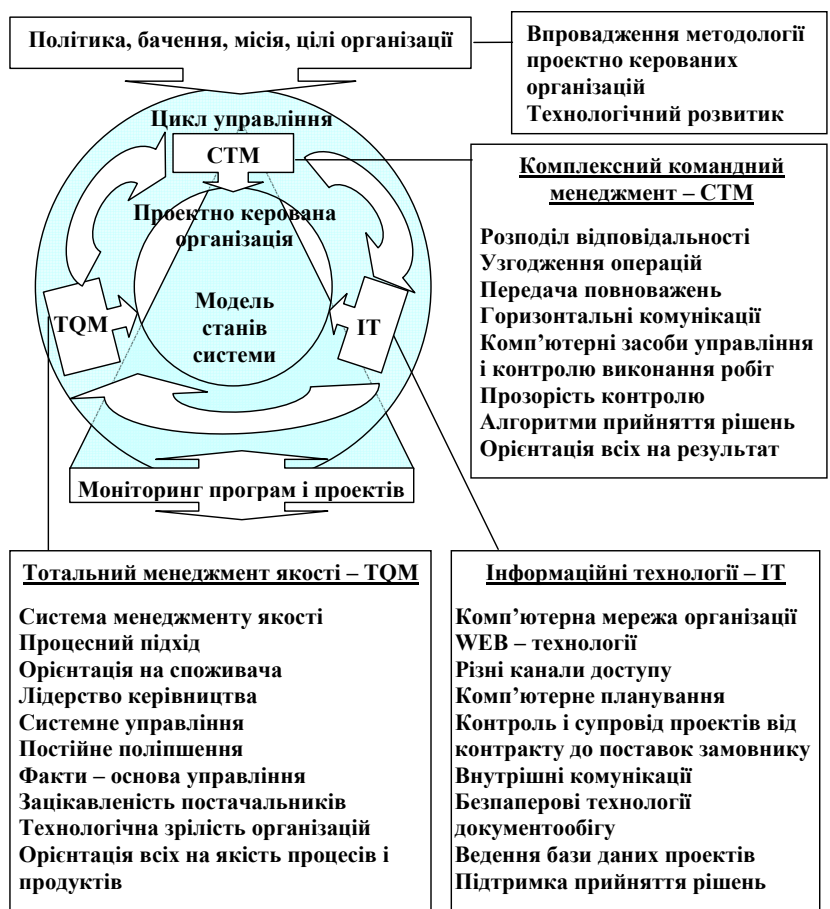 Політика, бачення, місія, цілі організації
Впровадження методології
проектно керованих
організацій
Технологічний розвитик
Цикл управління
СТМ
Проектно керована
організація
Модель
станів
системи
TQM
ІТ
Моніторинг програм і проектів
Комплексний командний
менеджмент – СТМ
Розподіл відповідальності
Узгодження операцій
Передача повноважень
Горизонтальні комунікації
Комп’ютерні засоби управління
і контролю виконання робіт
Прозорість контролю
Алгоритми прийняття рішень
Орієнтація всіх на результат
Тотальний менеджмент якості – TQM
Система менеджменту якості
Процесний підхід
Орієнтація на споживача
Лідерство керівництва
Системне управління
Постійне поліпшення
Факти – основа управління
Зацікавленість постачальників
Технологічна зрілість організацій
Орієнтація всіх на якість процесів і
продуктів
Інформаційні технології – ІТ
Комп’ютерна мережа організації
WEB – технології
Різні канали доступу
Комп’ютерне планування
Контроль і супровід проектів від
контракту до поставок замовнику
Внутрішні комунікації
Безпаперові технології
документообігу
Ведення бази даних проектів
Підтримка прийняття рішень